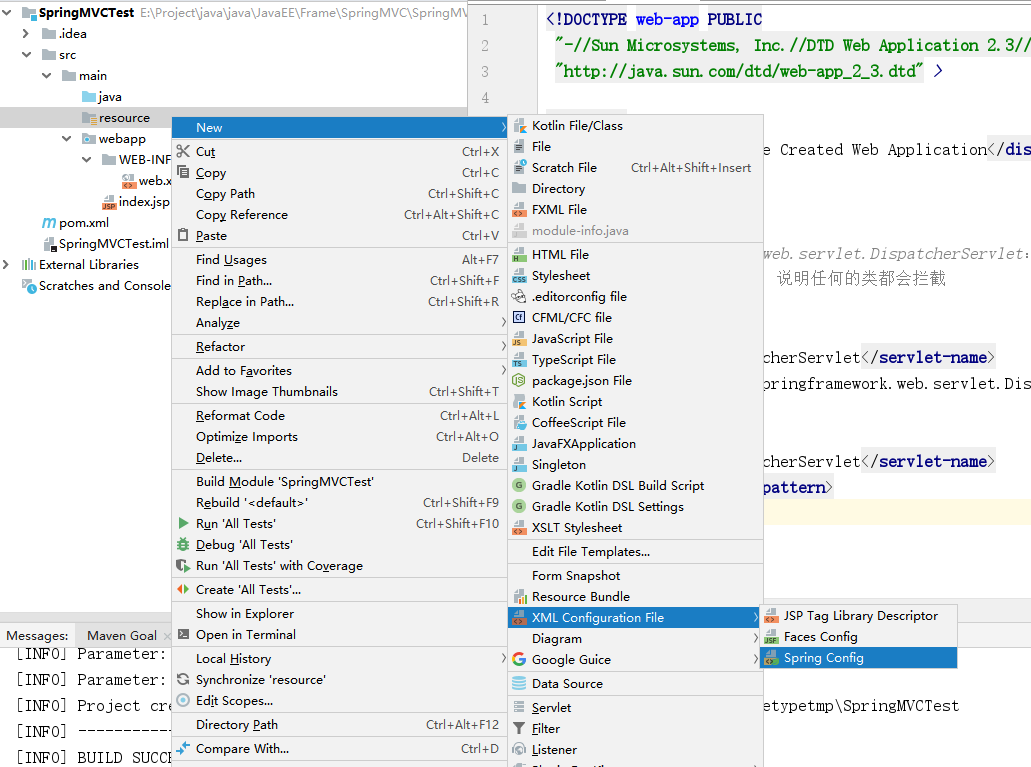 SpringMVCTest E:\Project\java\java\JavaEE\Frame\SpringMVC\SpringMV
.idea
src
main
java
resource
webapp
WEB-INF
web.x
index.jsp
pom.xml
SpringMVCTest.iml
External Libraries
Scratches and Console
1 <!DOCTYPE web-app PUBLIC
2 "-//Sun Microsystems, Inc.//DTD Web Application 2.3//
3 "http://java.sun.com/dtd/web-app_2_3.dtd" >
4
e Created Web Application</dis
web.servlet.DispatcherServlet:
说明任何的类都会拦截
cherServlet</servlet-name>
pringframework.web.servlet.Dis
cherServlet</servlet-name>
pattern>
New
Cut Ctrl+X
Copy Ctrl+C
Copy Path Ctrl+Shift+C
Copy Reference Ctrl+Alt+Shift+C
Paste Ctrl+V
Find Usages Alt+F7
Find in Path... Ctrl+Shift+F
Replace in Path... Ctrl+Shift+R
Analyze
Refactor
Add to Favorites
Show Image Thumbnails Ctrl+Shift+T
Reformat Code Ctrl+Alt+L
Optimize Imports Ctrl+Alt+O
Delete... Delete
Build Module 'SpringMVCTest'
Rebuild '<default>' Ctrl+Shift+F9
Run 'All Tests' Ctrl+Shift+F10
Debug 'All Tests'
Run 'All Tests' with Coverage
Create 'All Tests'...
Show in Explorer
Open in Terminal
Local History
Synchronize 'resource'
Edit Scopes...
Directory Path Ctrl+Alt+F12
Compare With... Ctrl+D
Kotlin File/Class
File
Scratch File Ctrl+Alt+Shift+Insert
Directory
FXML File
module-info.java
HTML File
Stylesheet
.editorconfig file
CFML/CFC file
JavaScript File
TypeScript File
package.json File
Kotlin Script
CoffeeScript File
JavaFXApplication
Singleton
Gradle Kotlin DSL Build Script
Gradle Kotlin DSL Settings
XSLT Stylesheet
Edit File Templates...
Form Snapshot
Resource Bundle
XML Configuration File
Diagram
Google Guice
Data Source
Servlet
Filter
Listener
JSP Tag Library Descriptor
Faces Config
Spring Config
Messages: Maven Goal
[INFO] Parameter:
[INFO] Parameter:
[INFO] Project cre
etypetmp\SpringMVCTest
[INFO] -----------
[INFO] BUILD SUCC